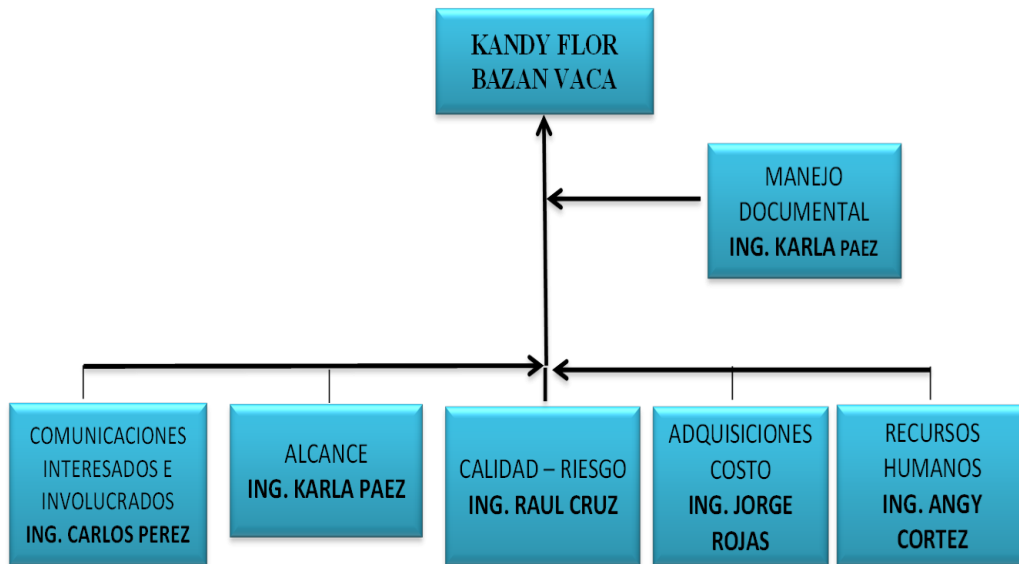 KANDY FLOR
BAZAN VACA
MANEJO
DOCUMENTAL
ING. KARLA PAEZ
COMUNICACIONES
INTERESADOS E
INVOLUCRADOS
ING. CARLOS PEREZ
ALCANCE
ING. KARLA PAEZ
CALIDAD – RIESGO
ING. RAUL CRUZ
ADQUISICIONES
COSTO
ING. JORGE
ROJAS
RECURSOS
HUMANOS
ING. ANGY
CORTEZ